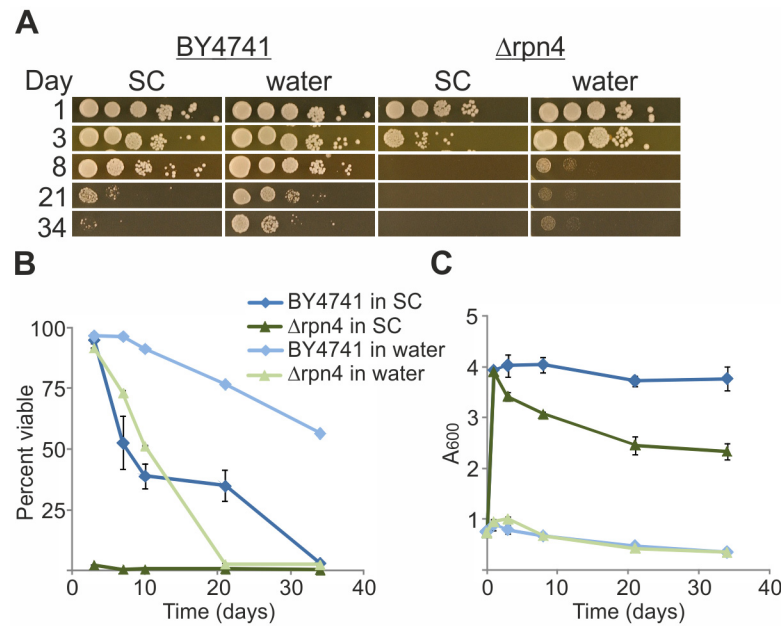 A
BY4741 Δrpn4
Day SC water SC water
1
3
8
21
34
B
C
BY4741 in SC
Δrpn4 in SC
BY4741 in water
Δrpn4 in water
100
75
50
25
Percent viable
0 10 20 30 40
Time (days)
5
4
3
2
1
A600
0 10 20 30 40
Time (days)